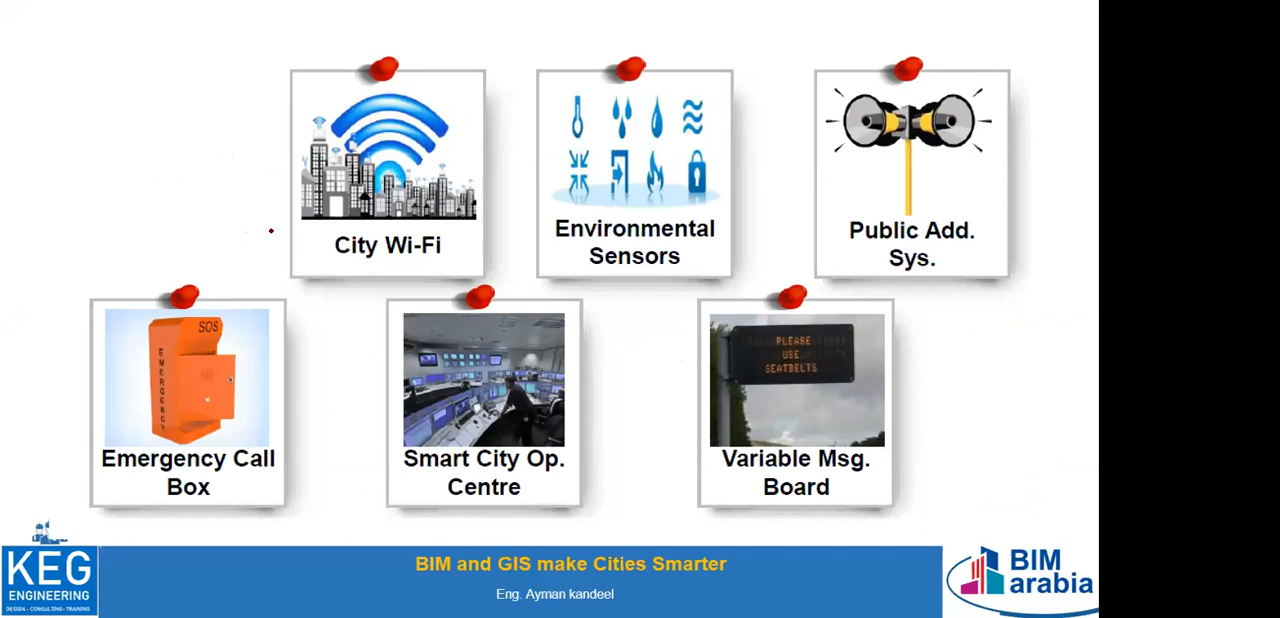 City Wi-Fi
Environmental
Sensors
Public Add.
Sys.
SOS
EMERGENCY
Emergency Call
Box
Smart City Op.
Centre
PLEASE
USE
SEATBELTS
Variable Msg.
Board
KEG
ENGINEERING
DESIGN - CONSULTING - TRAINING
BIM and GIS make Cities Smarter
Eng. Ayman kandeel
BIM
arabia